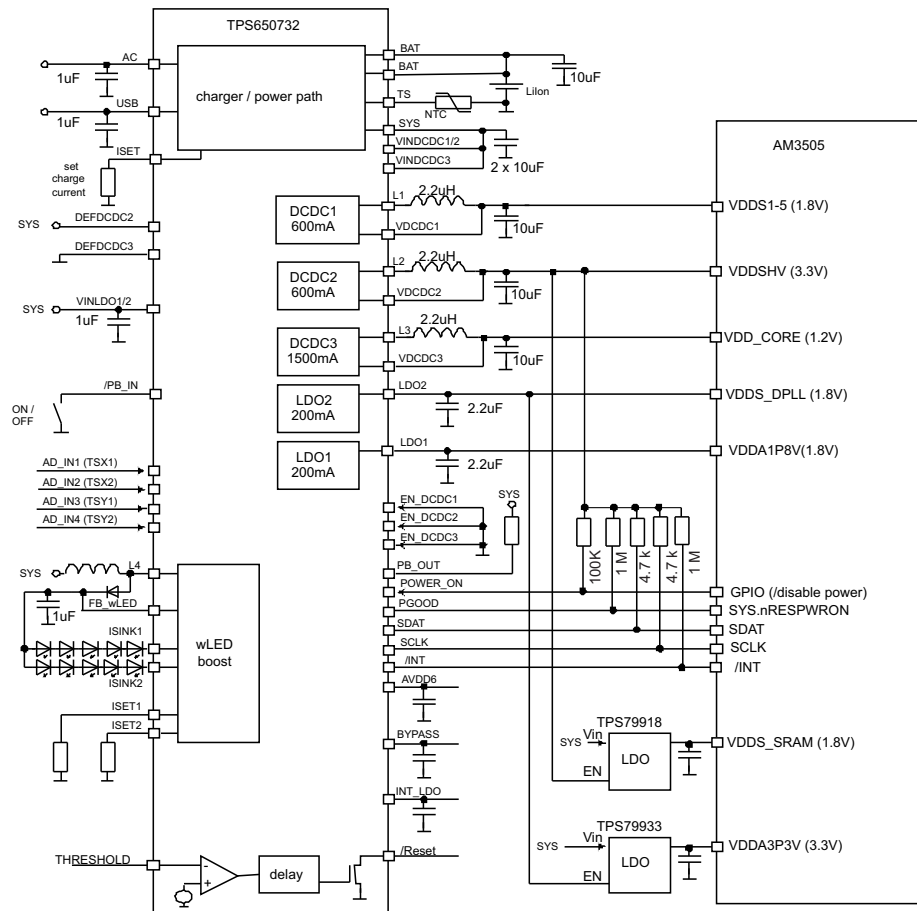 TPS650732
AC
1uF
USB
1uF
ISET
set
charge
current
charger / power path
BAT
BAT
10uF
TS
NTC
LiIon
SYS
VINDCDC1/2
VINDCDC3
2 x 10uF
AM3505
SYS
DEFDCDC2
DEFDCDC3
DCDC1
600mA
L1
2.2uH
VDCDC1
10uF
VDDS1-5 (1.8V)
DCDC2
600mA
L2
2.2uH
VDCDC2
10uF
VDDSHV (3.3V)
SYS
VINLDO1/2
1uF
DCDC3
1500mA
L3
2.2uH
VDCDC3
10uF
VDD_CORE (1.2V)
/PB_IN
ON /
OFF
LDO2
200mA
LDO2
2.2uF
VDDS_DPLL (1.8V)
LDO1
200mA
LDO1
2.2uF
VDDA1P8V(1.8V)
AD_IN1 (TSX1)
AD_IN2 (TSX2)
AD_IN3 (TSY1)
AD_IN4 (TSY2)
EN_DCDC1
EN_DCDC2
EN_DCDC3
SYS
100K
1 M
4.7 k
4.7 k
1 M
PB_OUT
POWER_ON
GPIO (/disable power)
PGOOD
SYS.nRESPWRON
SDAT
SDAT
SCLK
SCLK
/INT
/INT
SYS
L4
FB_wLED
1uF
ISINK1
ISINK2
ISET1
ISET2
wLED
boost
AVDD6
BYPASS
INT_LDO
TPS79918
SYS
Vin
LDO
EN
VDDS_SRAM (1.8V)
TPS79933
SYS
Vin
LDO
EN
VDDA3P3V (3.3V)
THRESHOLD
-
+
delay
/Reset